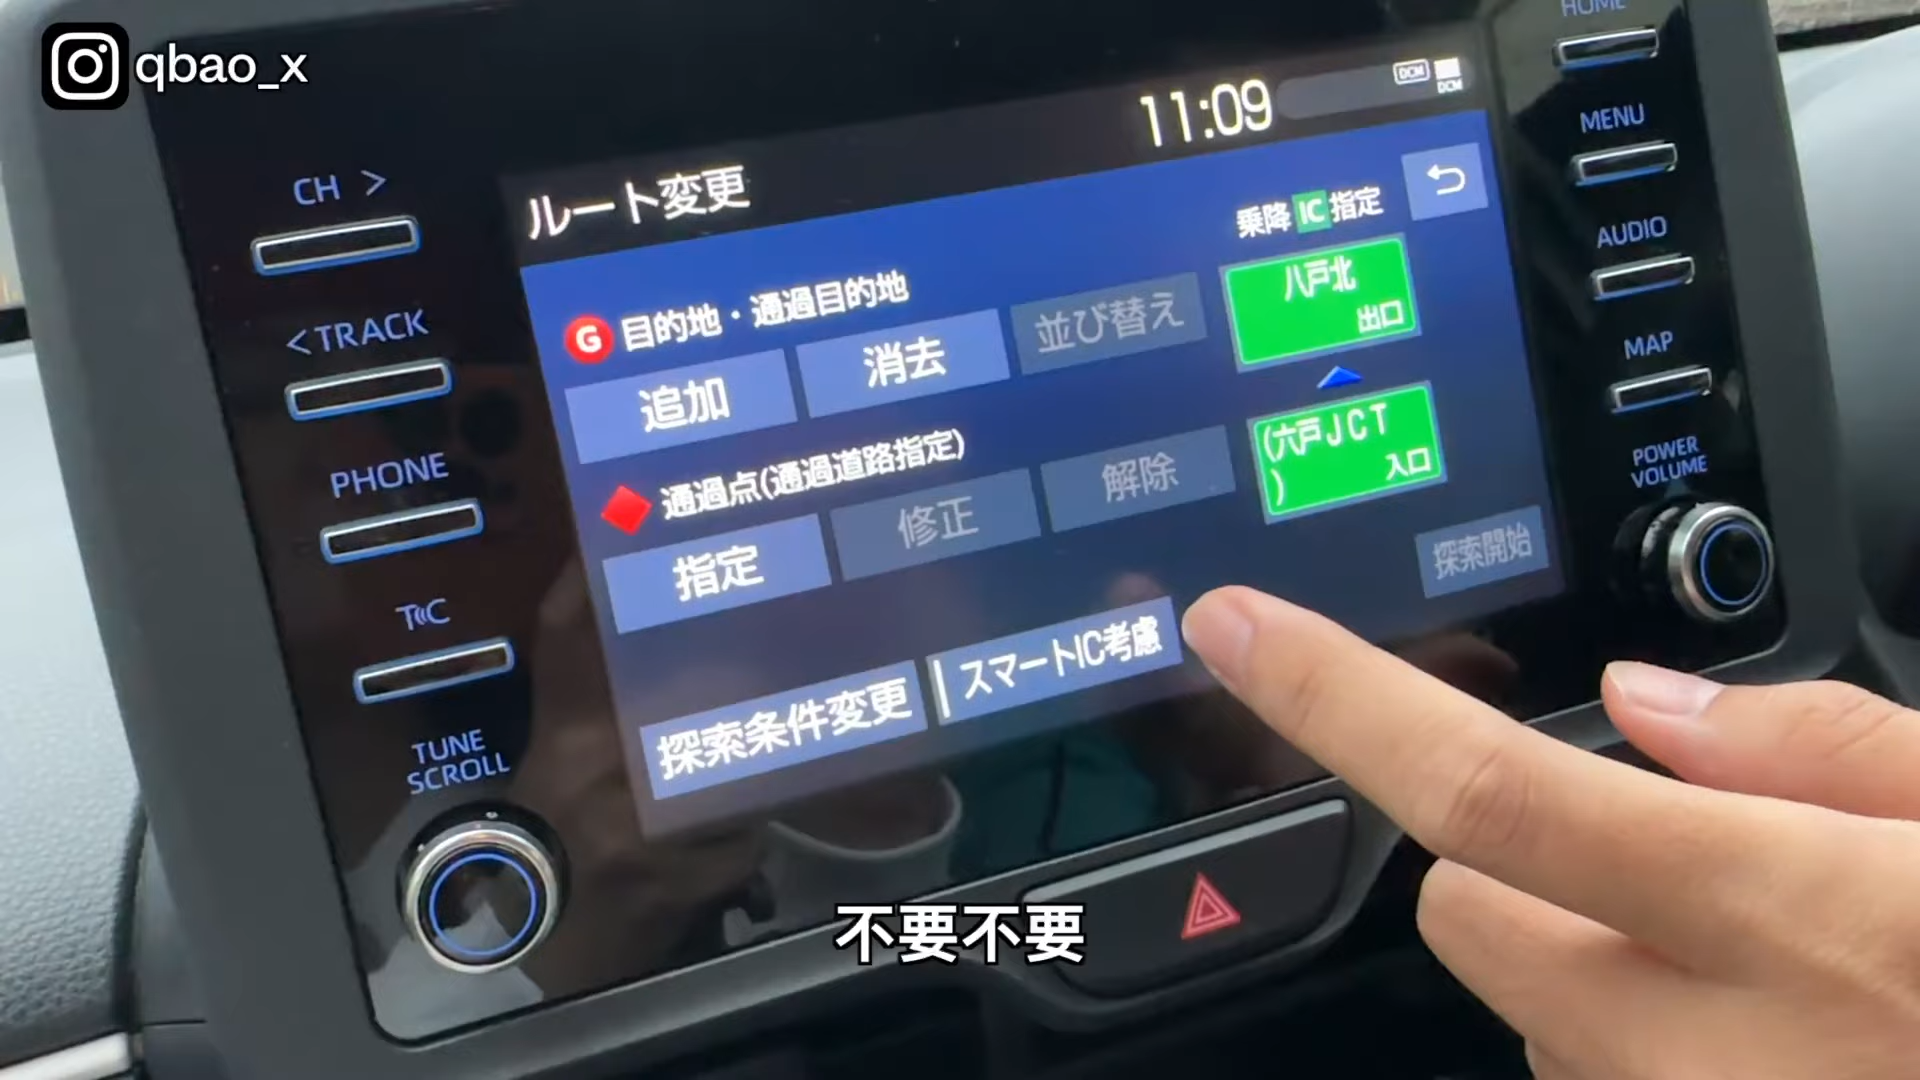 qbao_x
HOME
11:09
DCM
DCM
MENU
CH >
ルート変更
乗降IC指定
AUDIO
G 目的地・通過目的地
八戸北
出口
追加
消去
並び替え
<TRACK
MAP
通過点(通過道路指定)
(六戸JCT
)
入口
PHONE
指定
修正
解除
POWER
VOLUME
探索開始
T C
スマートIC考慮
探索条件変更
TUNE
SCROLL
不要不要